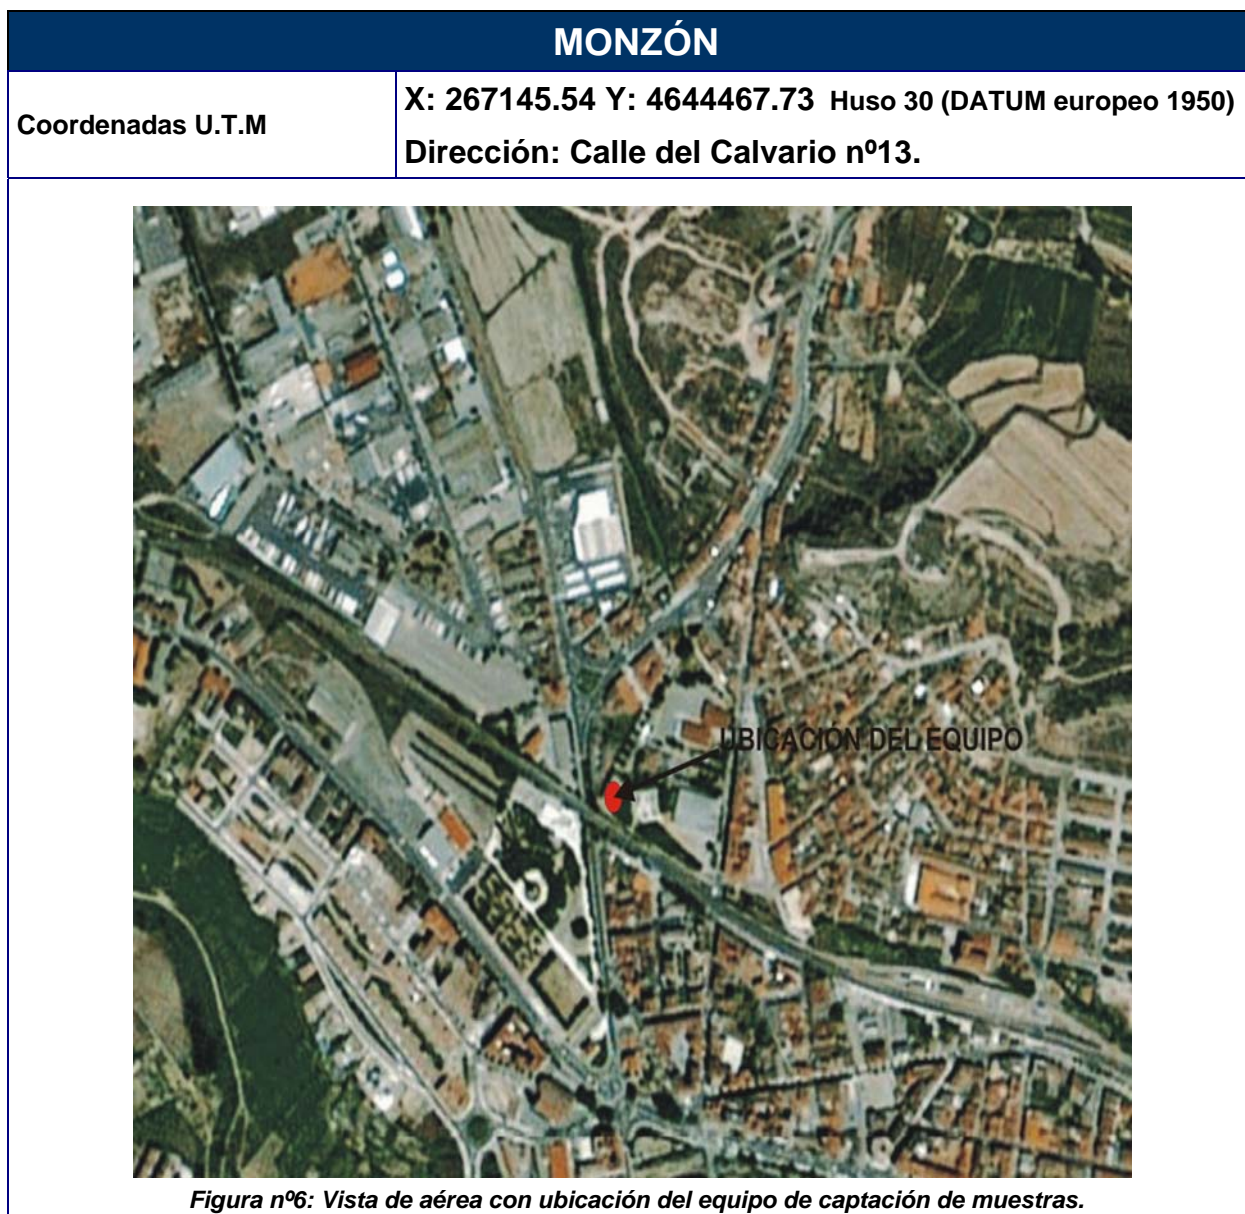 MONZÓN
Coordenadas U.T.M
X: 267145.54 Y: 4644467.73 Huso 30 (DATUM europeo 1950)
Dirección: Calle del Calvario nº13.
UBICACIÓN DEL EQUIPO
Figura nº6: Vista de aérea con ubicación del equipo de captación de muestras.